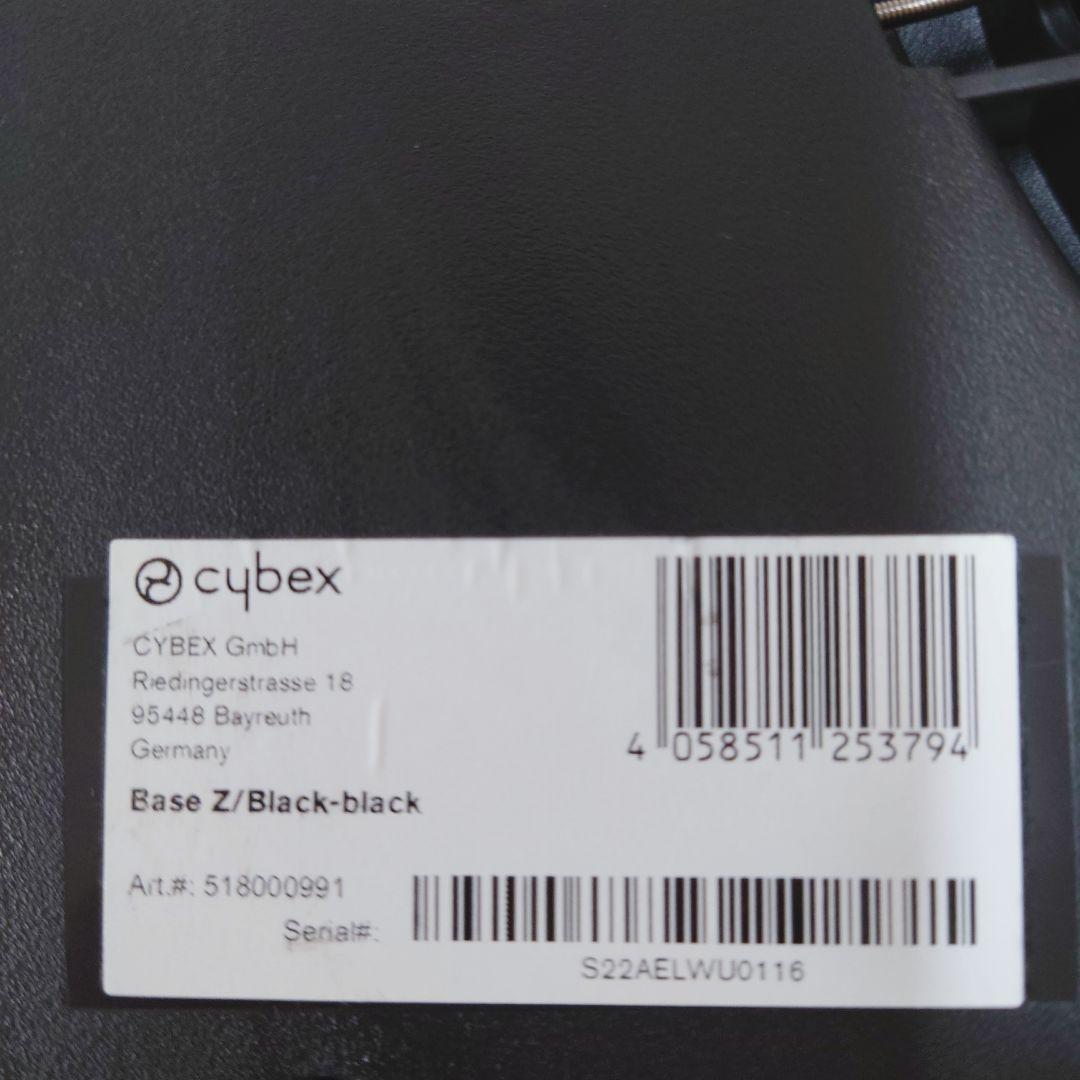 cybex
CYBEX GmbH
Riedingerstrasse 18
95448 Bayreuth
Germany
4 058511 253794
Base Z/Black-black
Art.#: 518000991
Serial#:
S22AELWU0116